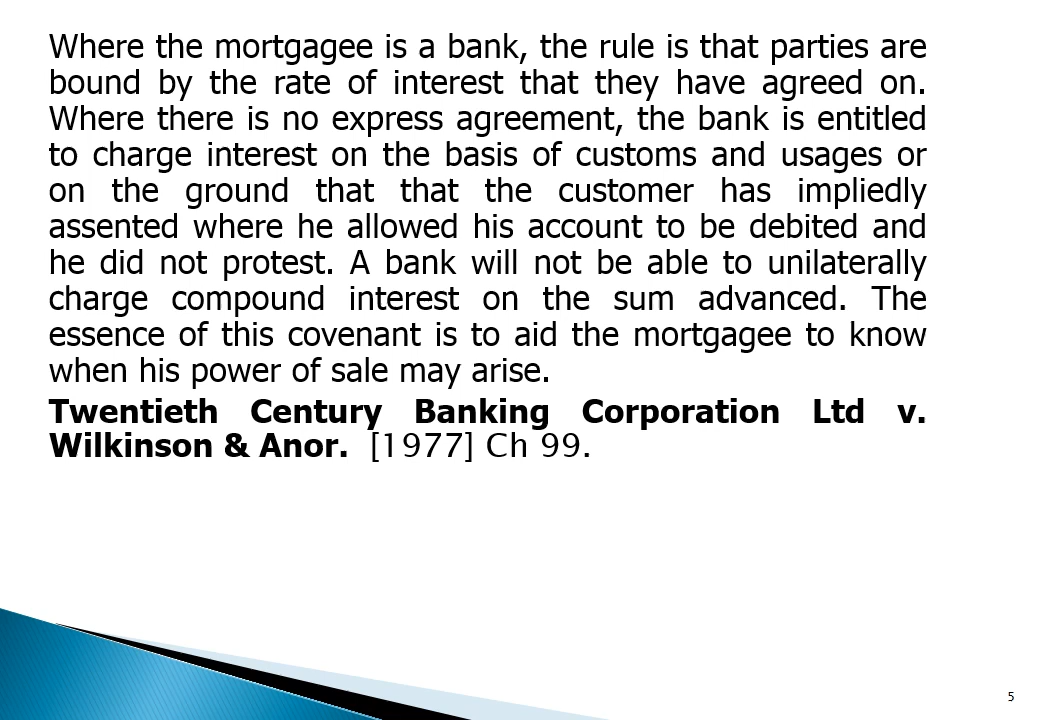 Where the mortgagee is a bank, the rule is that parties are
bound by the rate of interest that they have agreed on.
Where there is no express agreement, the bank is entitled
to charge interest on the basis of customs and usages or
on the ground that that the customer has impliedly
assented where he allowed his account to be debited and
he did not protest. A bank will not be able to unilaterally
charge compound interest on the sum advanced. The
essence of this covenant is to aid the mortgagee to know
when his power of sale may arise.
Twentieth Century Banking Corporation Ltd v.
Wilkinson & Anor. [1977] Ch 99.
5